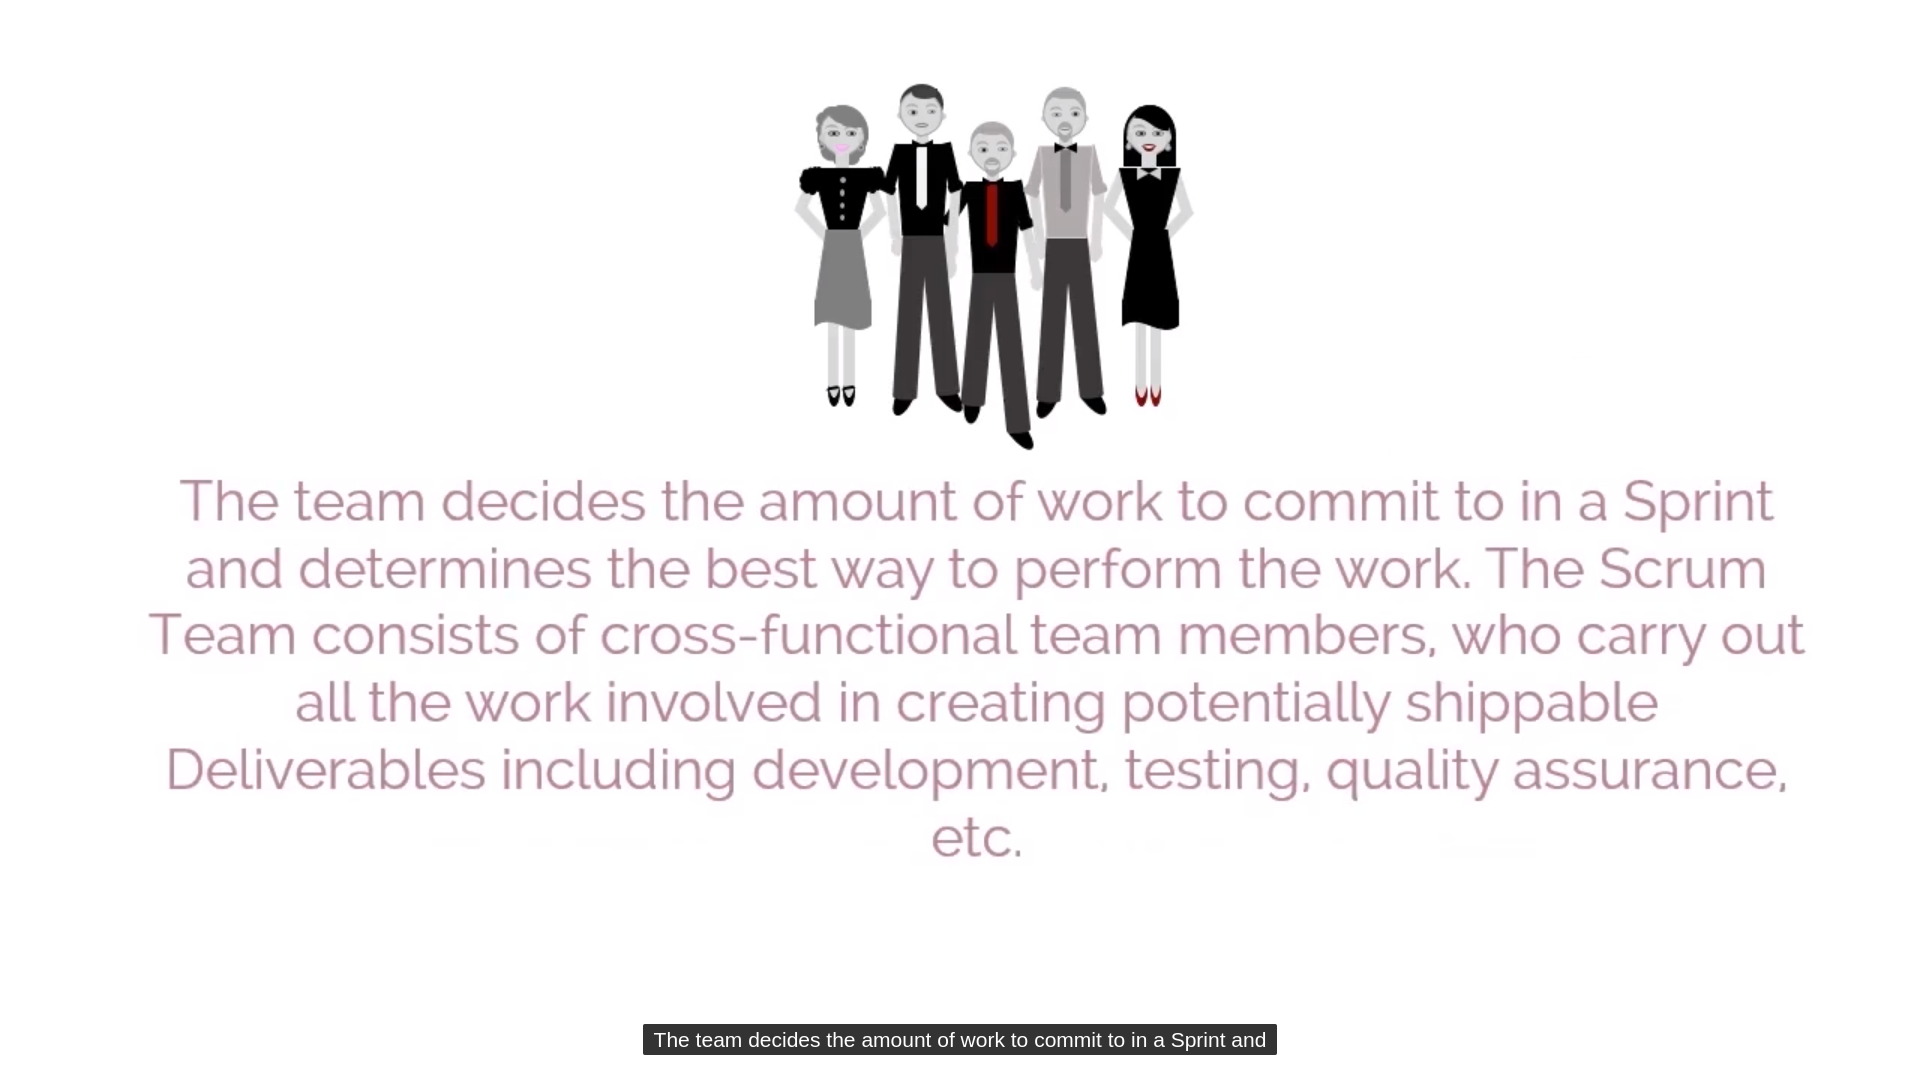 The team decides the amount of work to commit to in a Sprint
and determines the best way to perform the work. The Scrum
Team consists of cross-functional team members, who carry out
all the work involved in creating potentially shippable
Deliverables including development, testing, quality assurance,
etc.
The team decides the amount of work to commit to in a Sprint and